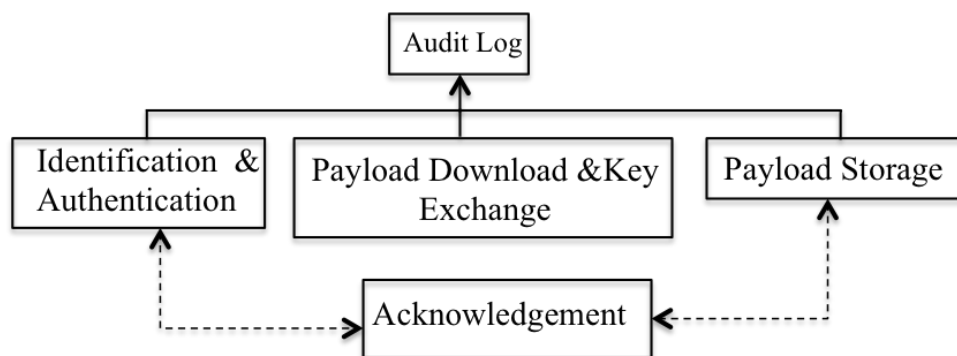 Audit Log
Identification & 
Authentication
Payload Download &Key
Exchange
Payload Storage
Acknowledgement